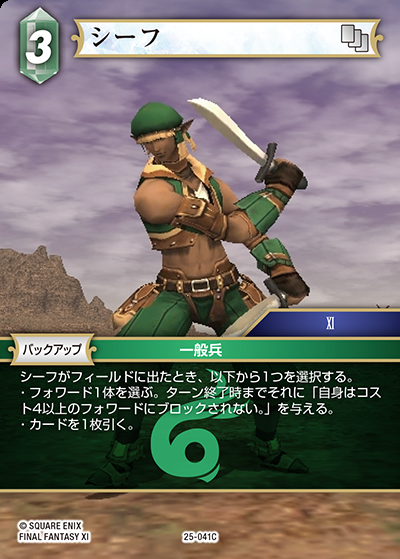 3
シーフ
XI
バックアップ
一般兵
シーフがフィールドに出たとき、以下から1つを選択する。
・フォワード1体を選ぶ。ターン終了時までそれに「自身はコス
ト4以上のフォワードにブロックされない。」を与える。
・カードを1枚引く。
© SQUARE ENIX
FINAL FANTASY XI
25-041C